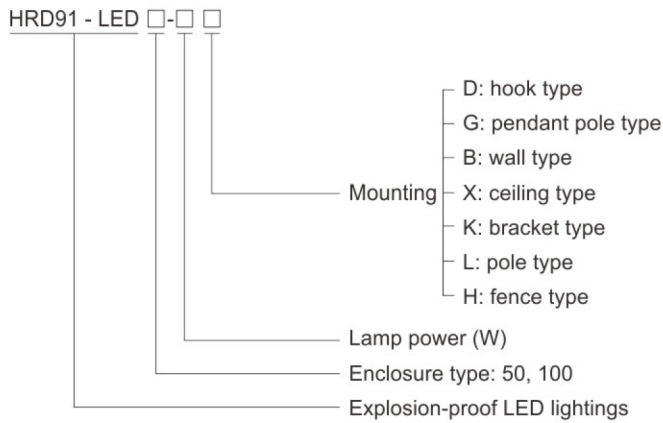 HRD91 - LED □-□ □
D: hook type
G: pendant pole type
B: wall type
Mounting
X: ceiling type
K: bracket type
L: pole type
H: fence type
Lamp power (W)
Enclosure type: 50, 100
Explosion-proof LED lightings